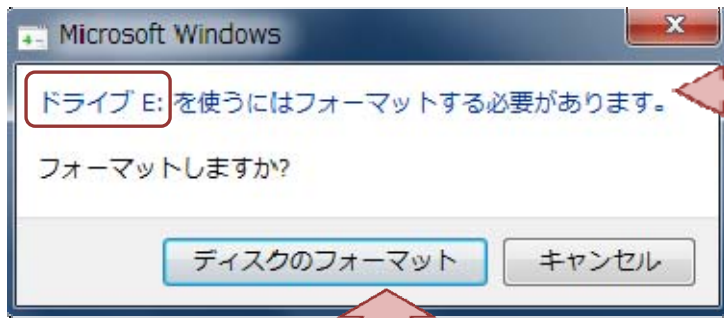 Microsoft Windows
ドライブ E: を使うにはフォーマットする必要があります。
フォーマットしますか?
ディスクのフォーマット
キャンセル